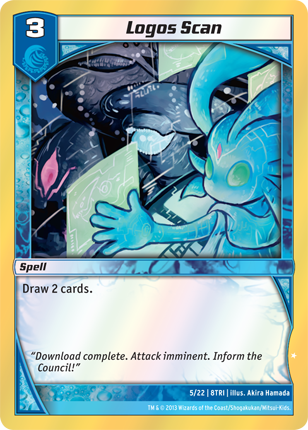 3
Logos Scan
Spell
Draw 2 cards.
“Download complete. Attack imminent. Inform the
Council!”
5/22 | 8TRI | illus. Akira Hamada
TM & © 2013 Wizards of the Coast/Shogakukan/Mitsui-Kids.